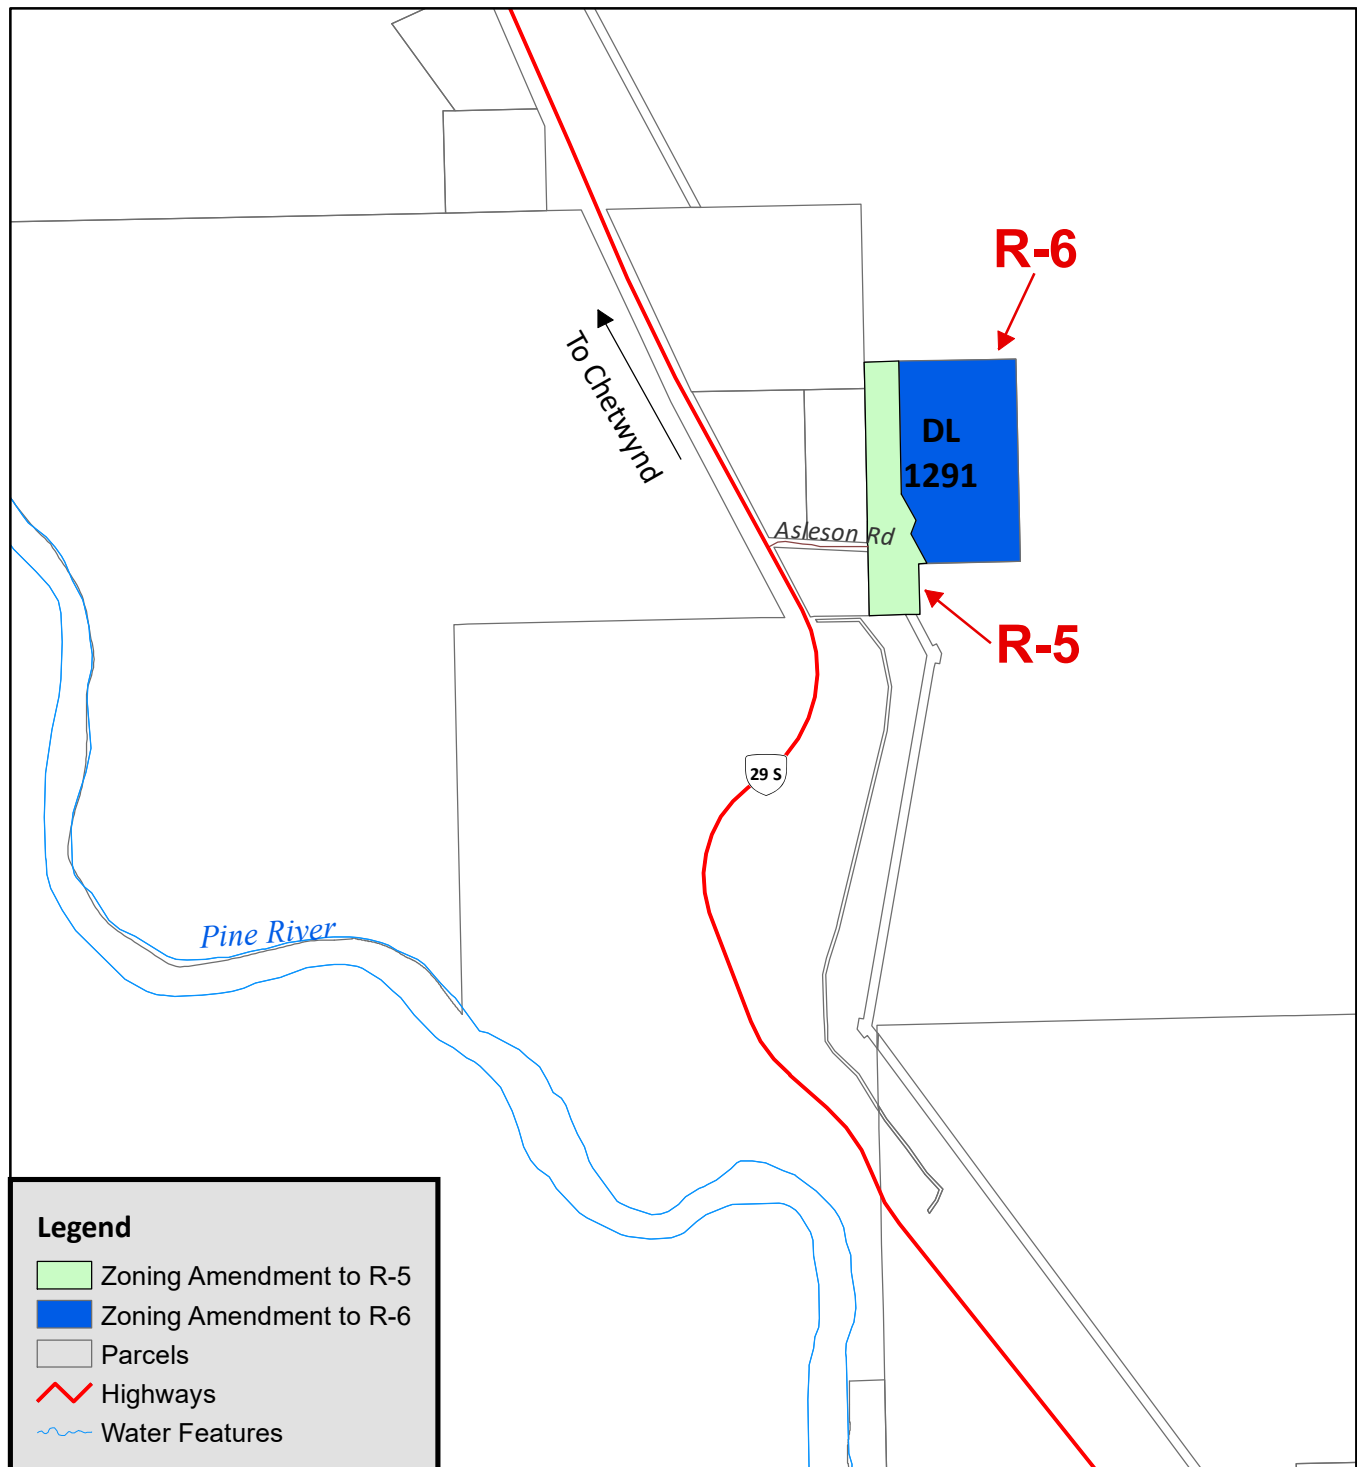 R-6
To Chetwynd
DL
1291
Asleson Rd
R-5
29 S
Pine River
Legend
Zoning Amendment to R-5
Zoning Amendment to R-6
Parcels
Highways
Water Features